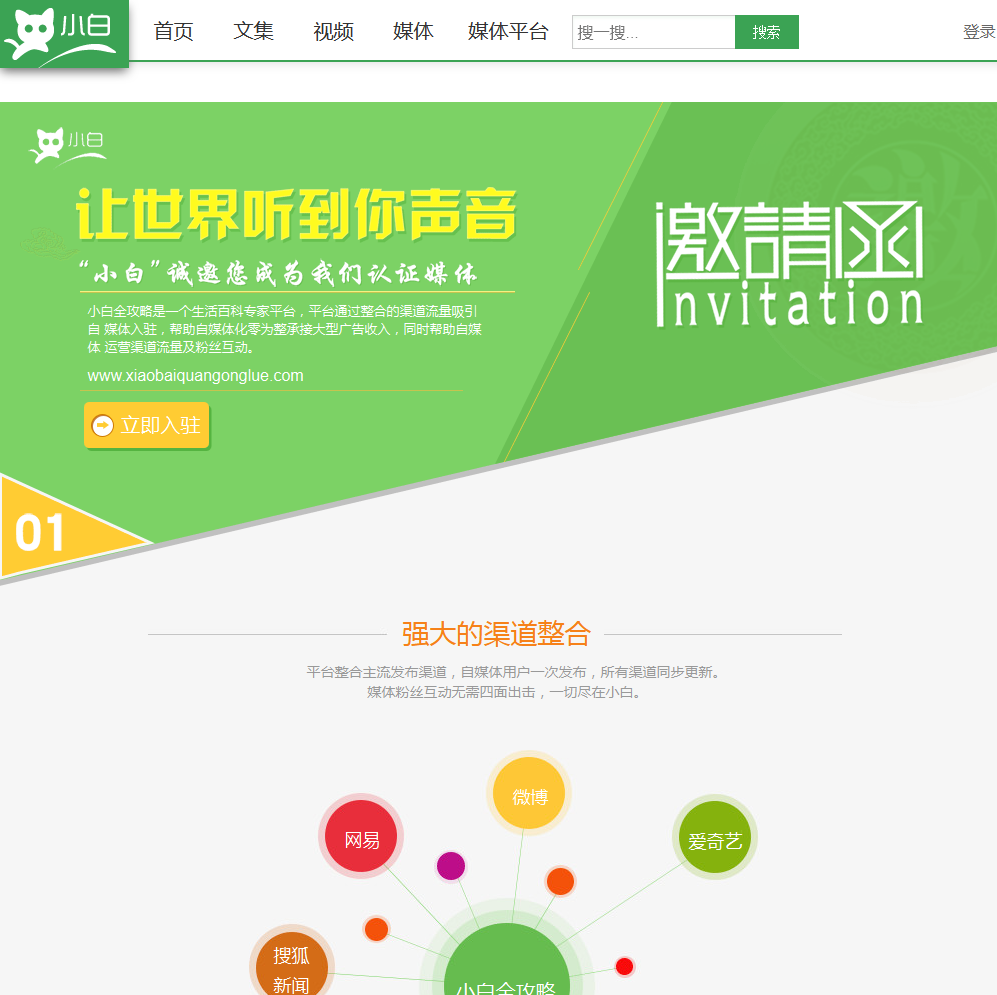 小白
首页
文集
视频
媒体
媒体平台
搜一搜...
搜索
登录
小白
让世界听到你声音
“小白”诚邀您成为我们认证媒体
小白全攻略是一个生活百科专家平台，平台通过整合的渠道流量吸引
自 媒体入驻，帮助自媒体化零为整承接大型广告收入，同时帮助自媒
体 运营渠道流量及粉丝互动。
www.xiaobaiquangonglue.com
立即入驻
邀請函
Invitation
01
强大的渠道整合
平台整合主流发布渠道，自媒体用户一次发布，所有渠道同步更新。
媒体粉丝互动无需四面出击，一切尽在小白。
微博
网易
爱奇艺
搜狐
新闻
小白全攻略